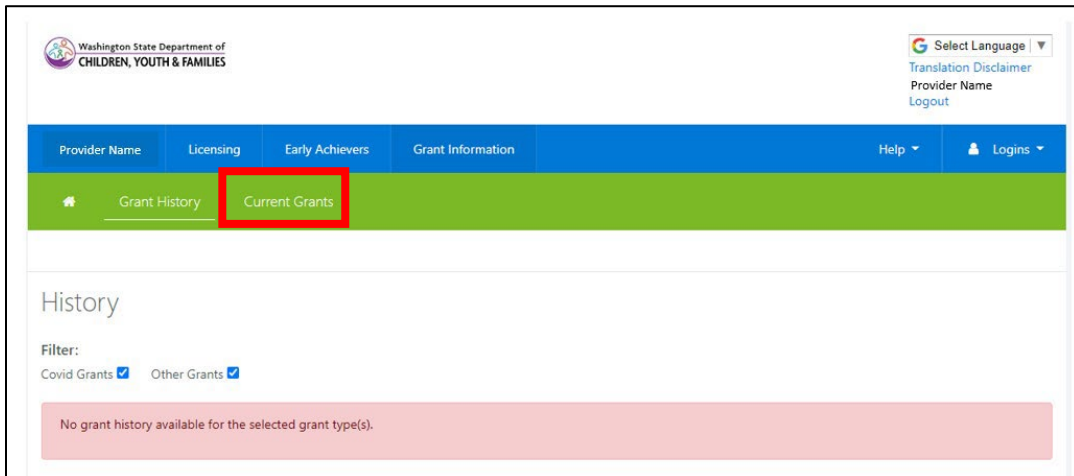 Washington State Department of
CHILDREN, YOUTH & FAMILIES
Select Language ▼
Translation Disclaimer
Provider Name
Logout
Provider Name Licensing Early Achievers Grant Information Help Logins
Grant History Current Grants
History
Filter:
Covid Grants Other Grants
No grant history available for the selected grant type(s).